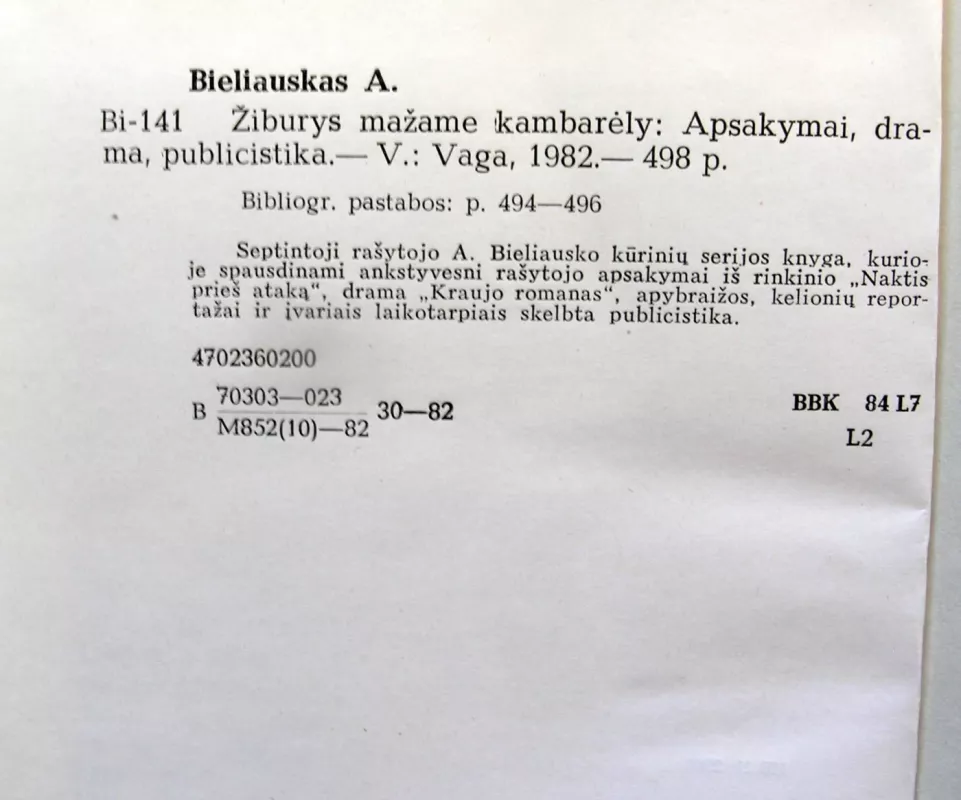 Bieliauskas A.
Bi-141 Žiburys mažame kambarėly: Apsakymai, dra-
ma, publicistika.— V.: Vaga, 1982.— 498 p.
Bibliogr. pastabos: p. 494—496
Septintoji rašytojo A. Bieliausko kūrinių serijos knyga, kurio-
je spausdinami ankstyvesni rašytojo apsakymai iš rinkinio „Naktis
prieš ataką“, drama „Kraujo romanas“, apybraižos, kelionių repor-
tažai ir įvariais laikotarpiais skelbta publicistika.
4702360200
B 70303—023 30—82
M852(10)—82
BBK 84 L7
L2